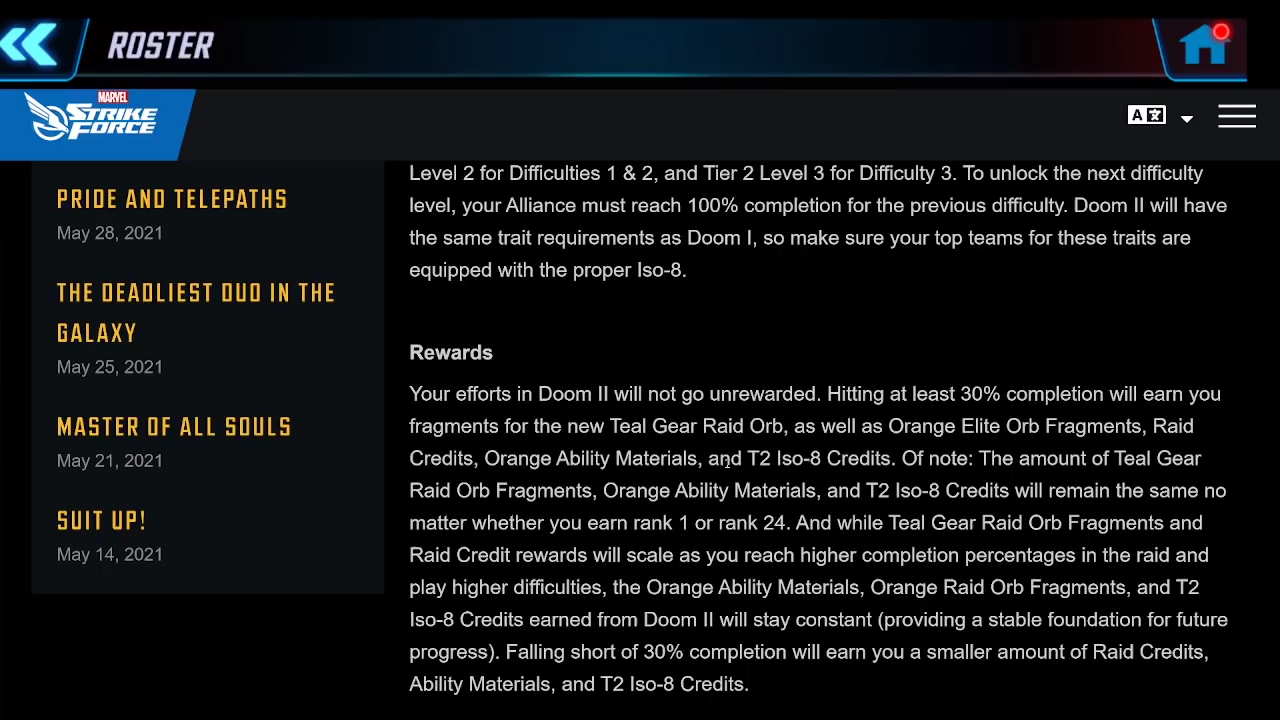 ROSTER
MARVEL
STRIKE
FORCE
A 文
PRIDE AND TELEPATHS
May 28, 2021
THE DEADLIEST DUO IN THE
GALAXY
May 25, 2021
MASTER OF ALL SOULS
May 21, 2021
SUIT UP!
May 14, 2021
Level 2 for Difficulties 1 & 2, and Tier 2 Level 3 for Difficulty 3. To unlock the next difficulty
level, your Alliance must reach 100% completion for the previous difficulty. Doom II will have
the same trait requirements as Doom I, so make sure your top teams for these traits are
equipped with the proper Iso-8.
Rewards
Your efforts in Doom II will not go unrewarded. Hitting at least 30% completion will earn you
fragments for the new Teal Gear Raid Orb, as well as Orange Elite Orb Fragments, Raid
Credits, Orange Ability Materials, and T2 Iso-8 Credits. Of note: The amount of Teal Gear
Raid Orb Fragments, Orange Ability Materials, and T2 Iso-8 Credits will remain the same no
matter whether you earn rank 1 or rank 24. And while Teal Gear Raid Orb Fragments and
Raid Credit rewards will scale as you reach higher completion percentages in the raid and
play higher difficulties, the Orange Ability Materials, Orange Raid Orb Fragments, and T2
Iso-8 Credits earned from Doom II will stay constant (providing a stable foundation for future
progress). Falling short of 30% completion will earn you a smaller amount of Raid Credits,
Ability Materials, and T2 Iso-8 Credits.